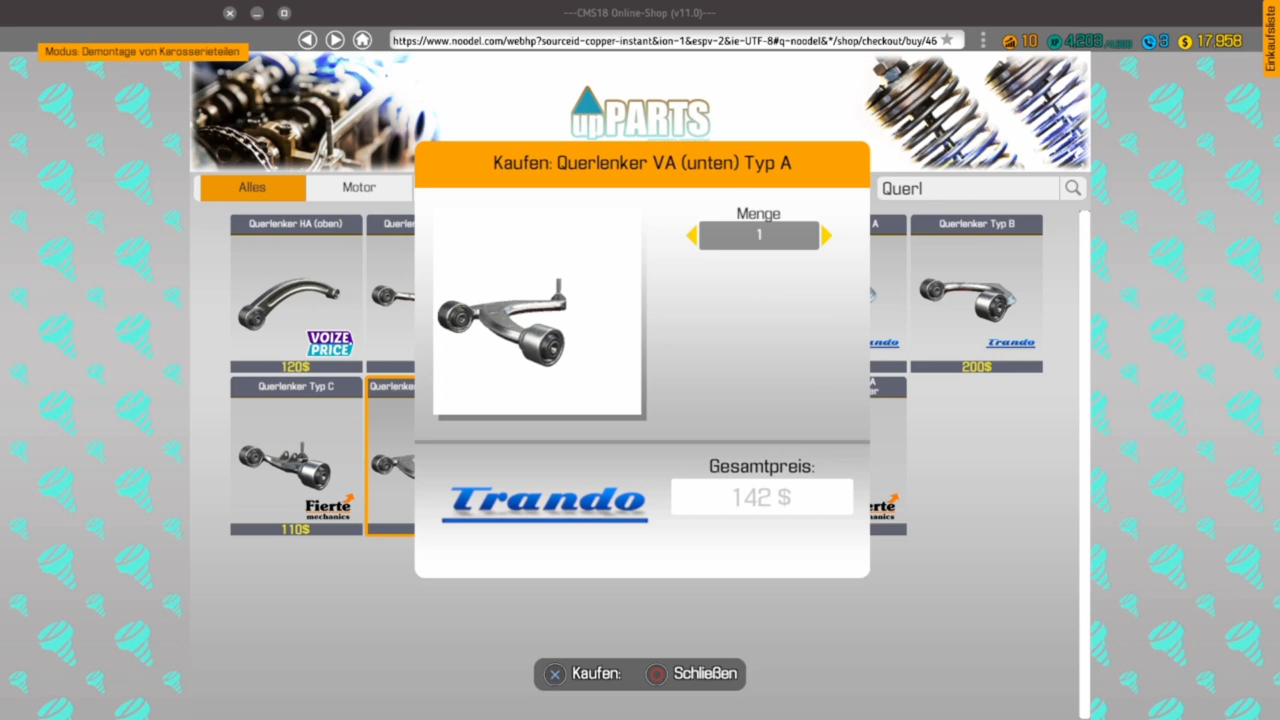 ---CMS18 Online-Shop (v11.0)---
Einkaufsliste
https://www.noodel.com/webhp?sourceid-copper-instant&ion-1&espv-2&ie-UTF-8#q-noodel&*/shop/checkout/buy/46
10
3
17,958
Modus: Demontage von Karosserieteilen
upPARTS
Kaufen: Querlenker VA (unten) Typ A
Alles
Motor
Querl
Menge
1
Querlenker HA (oben)
A
Querlenker Typ B
VOIZE
PRICE
Trando
120$
200$
Querlenker Typ C
Querlenker
A
Fierte
mechanics
110$
Trando
Gesamtpreis:
142 $
Kaufen:
Schließen